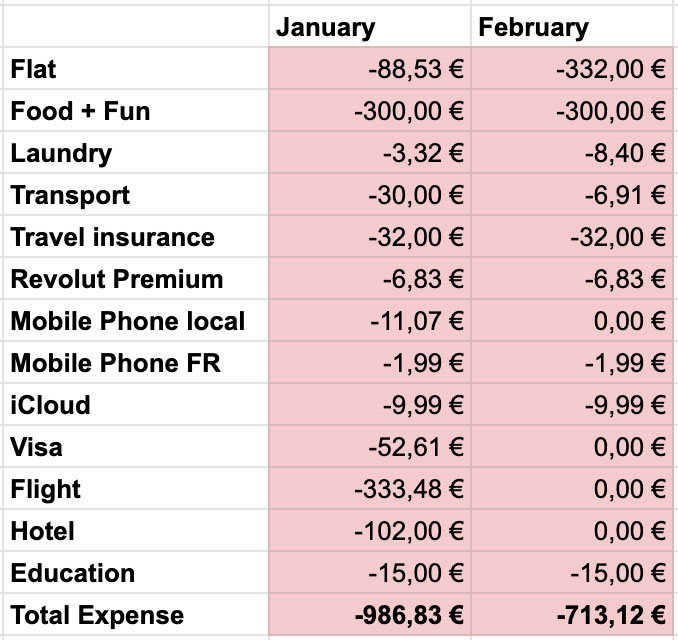 January February
Flat -88,53 € -332,00 €
Food + Fun -300,00 € -300,00 €
Laundry -3,32 € -8,40 €
Transport -30,00 € -6,91 €
Travel insurance -32,00 € -32,00 €
Revolut Premium -6,83 € -6,83 €
Mobile Phone local -11,07 € 0,00 €
Mobile Phone FR -1,99 € -1,99 €
iCloud -9,99 € -9,99 €
Visa -52,61 € 0,00 €
Flight -333,48 € 0,00 €
Hotel -102,00 € 0,00 €
Education -15,00 € -15,00 €
Total Expense -986,83 € -713,12 €